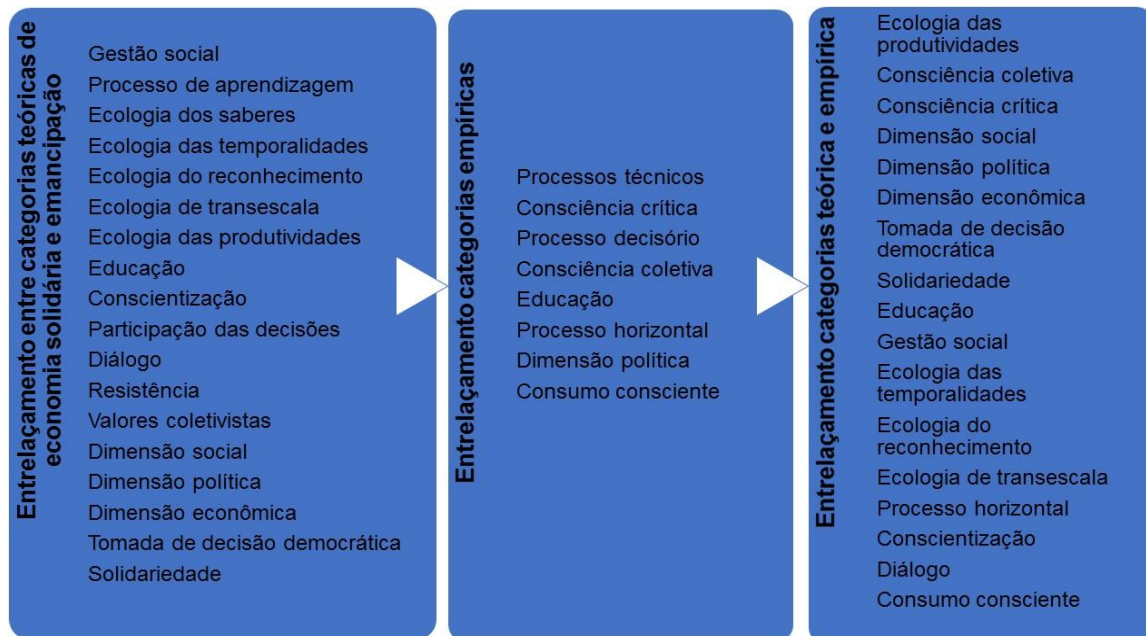 Entrelaçamento entre categorias teóricas de
economia solidária e emancipação
Gestão social
Processo de aprendizagem
Ecologia dos saberes
Ecologia das temporalidades
Ecologia do reconhecimento
Ecologia de transescala
Ecologia das produtividades
Educação
Conscientização
Participação das decisões
Diálogo
Resistência
Valores coletivistas
Dimensão social
Dimensão política
Dimensão econômica
Tomada de decisão democrática
Solidariedade
Entrelaçamento categorias empíricas
Processos técnicos
Consciência crítica
Processo decisório
Consciência coletiva
Educação
Processo horizontal
Dimensão política
Consumo consciente
Entrelaçamento categorias teórica e empírica
Ecologia das
produtividades
Consciência coletiva
Consciência crítica
Dimensão social
Dimensão política
Dimensão econômica
Tomada de decisão
democrática
Solidariedade
Educação
Gestão social
Ecologia das
temporalidades
Ecologia do
reconhecimento
Ecologia de transescala
Processo horizontal
Conscientização
Diálogo
Consumo consciente